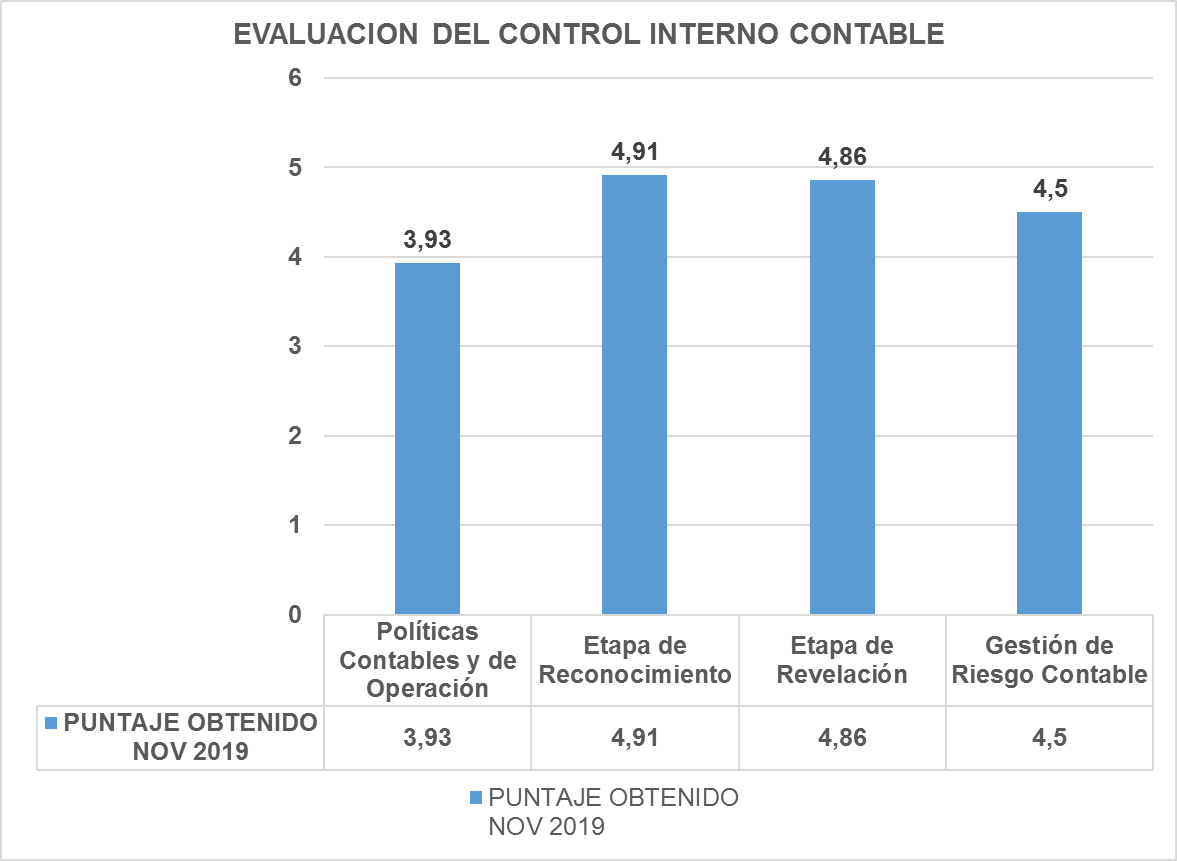 EVALUACION DEL CONTROL INTERNO CONTABLE
6
5
4
3
2
1
0
3,93
4,91
4,86
4,5
Políticas
Contables y de
Operación
Etapa de
Reconocimiento
Etapa de
Revelación
Gestión de
Riesgo Contable
PUNTAJE OBTENIDO
NOV 2019
3,93
4,91
4,86
4,5
PUNTAJE OBTENIDO
NOV 2019